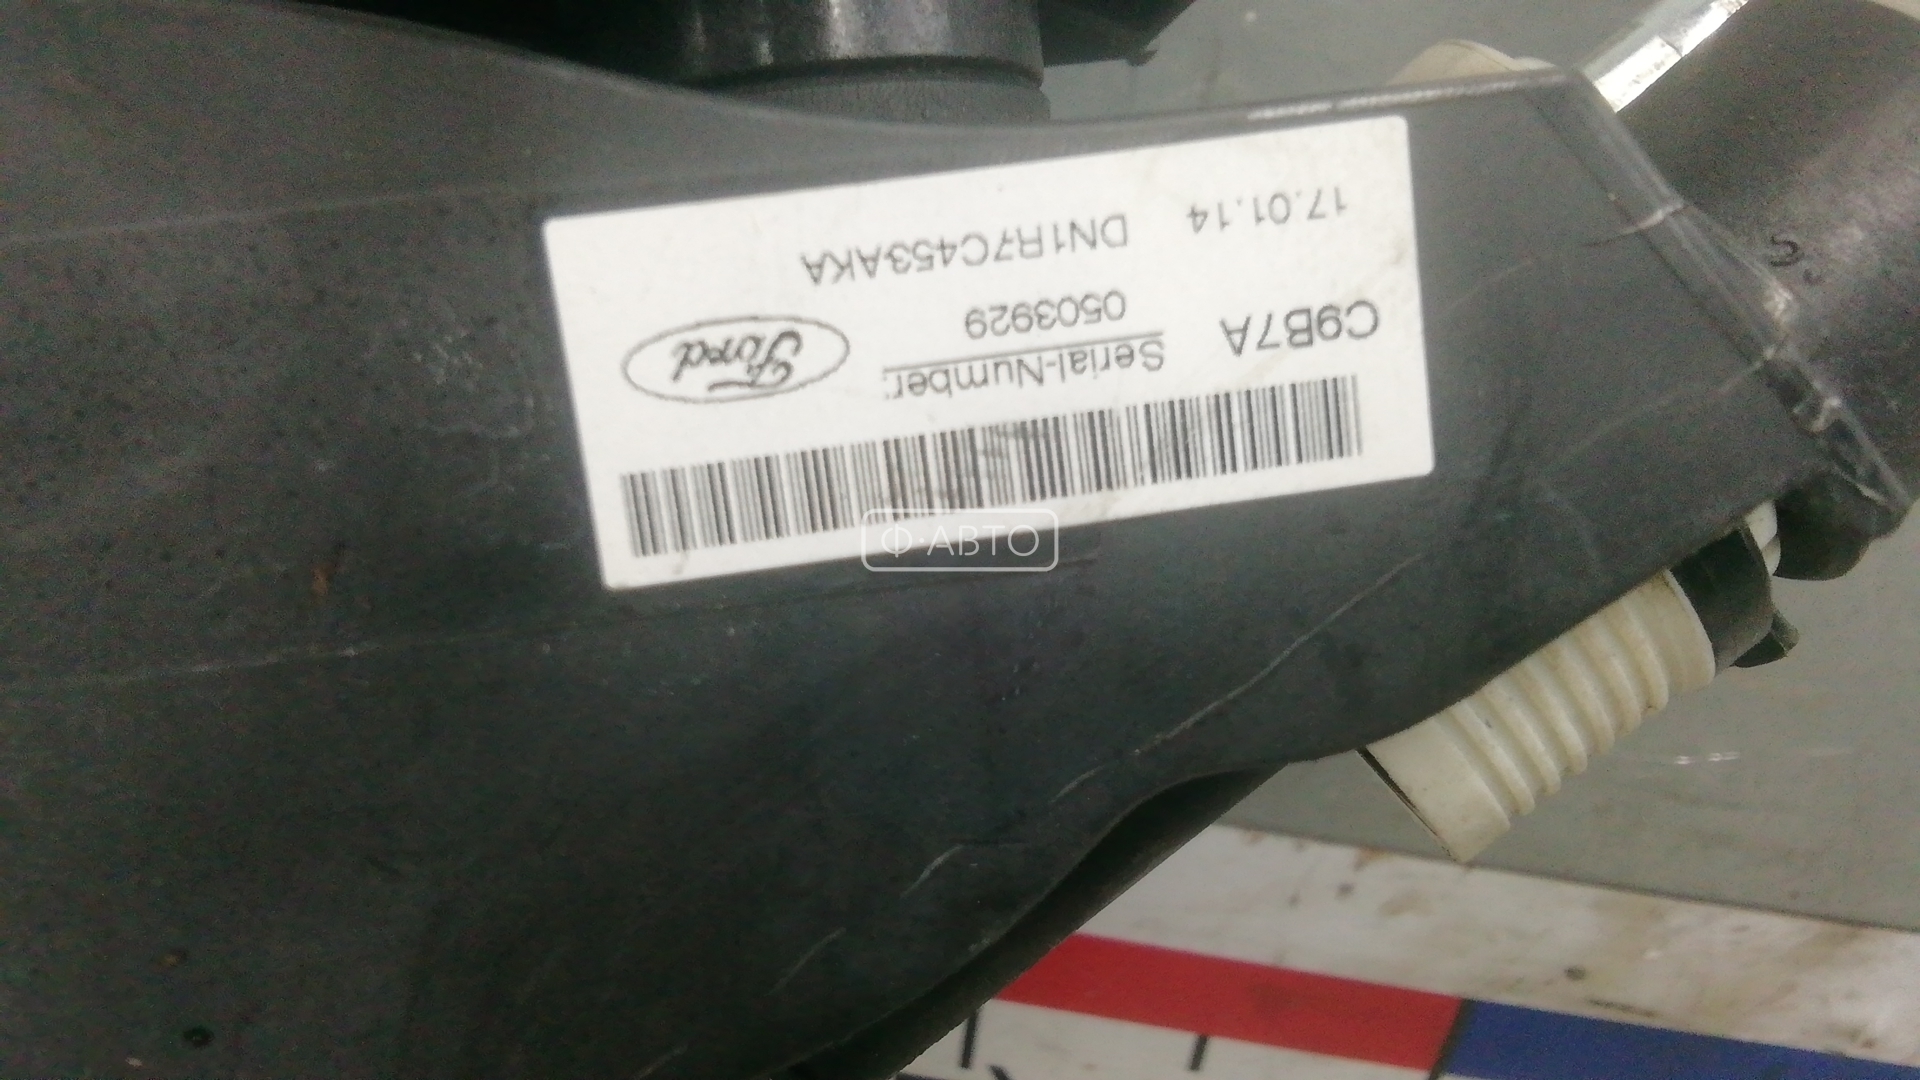 C9B7A
Serial-Number:
0503929
Ford
17.01.14
DN1R7C453AKA
Ф·АВТО